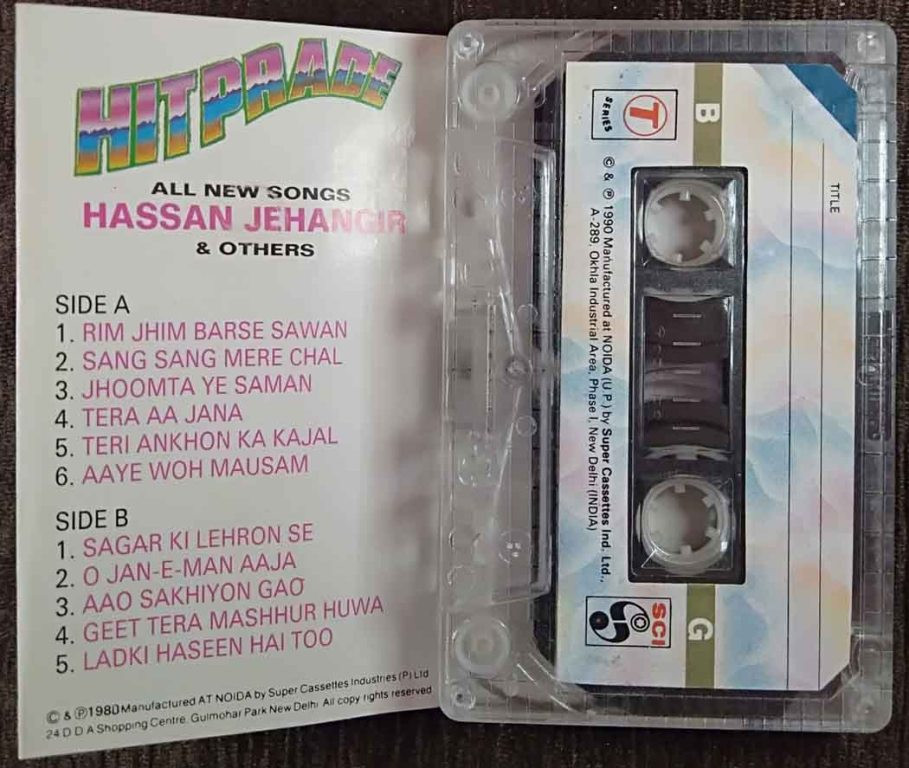 HITPRADE
ALL NEW SONGS
HASSAN JEHANGIR
& OTHERS
SIDE A
1. RIM JHIM BARSE SAWAN
2. SANG SANG MERE CHAL
3. JHOOMTA YE SAMAN
4. TERA AA JANA
5. TERI ANKHON KA KAJAL
6. AAYE WOH MAUSAM
SIDE B
1. SAGAR KI LEHRON SE
2. O JAN-E-MAN AAJA
3. AAO SAKHIYON GAO
4. GEET TERA MASHHUR HUWA
5. LADKI HASEEN HAI TOO
© & ℗1980 Manufactured AT NOIDA by Super Cassettes Industries (P) Ltd
24 D D A Shopping Centre, Gulmohar Park New Delhi All copy rights reserved
TITLE
B
G
T
SERIES
© & ℗ 1990 Manufactured at NOIDA (U.P.) by Super Cassettes Ind. Ltd.,
A-289, Okhla Industrial Area, Phase I, New Delhi (INDIA)
SCI